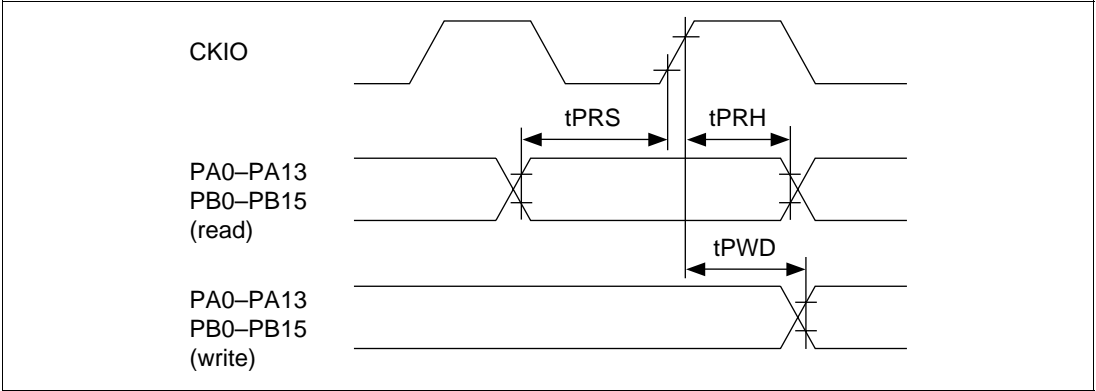 CKIO
tPRS
tPRH
PA0–PA13
PB0–PB15
(read)
tPWD
PA0–PA13
PB0–PB15
(write)